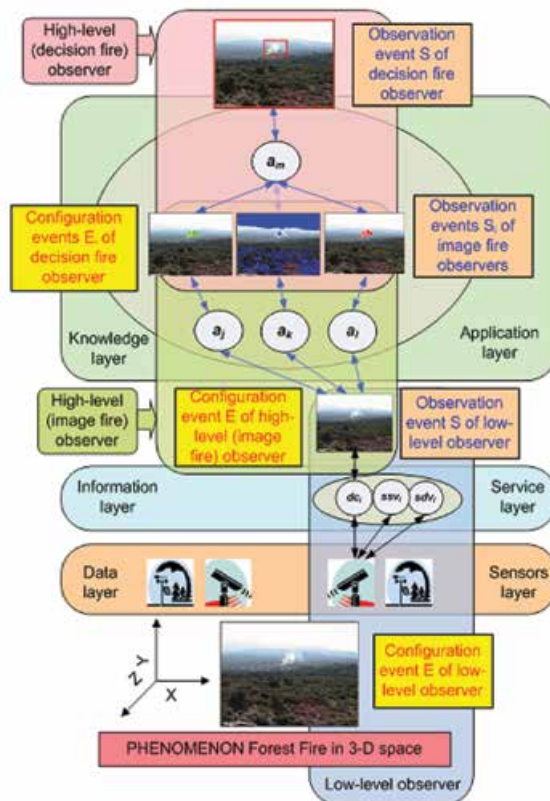 High-level
(decision fire)
observer
Observation
event S of
decision fire
observer
a_m
Configuration
events E_i of
decision fire
observer
Observation
events S_i of
image fire
observers
a_j
a_k
a_l
Knowledge
layer
Application
layer
High-level
(image fire)
observer
Configuration
event E of high-
level (image
fire) observer
Observation
event S of low-
level observer
Information
layer
dc_i
ssv_i
sdv_i
Service
layer
Data
layer
Sensors
layer
Z Y
X
Configuration
event E of low-
level observer
PHENOMENON Forest Fire in 3-D space
Low-level observer